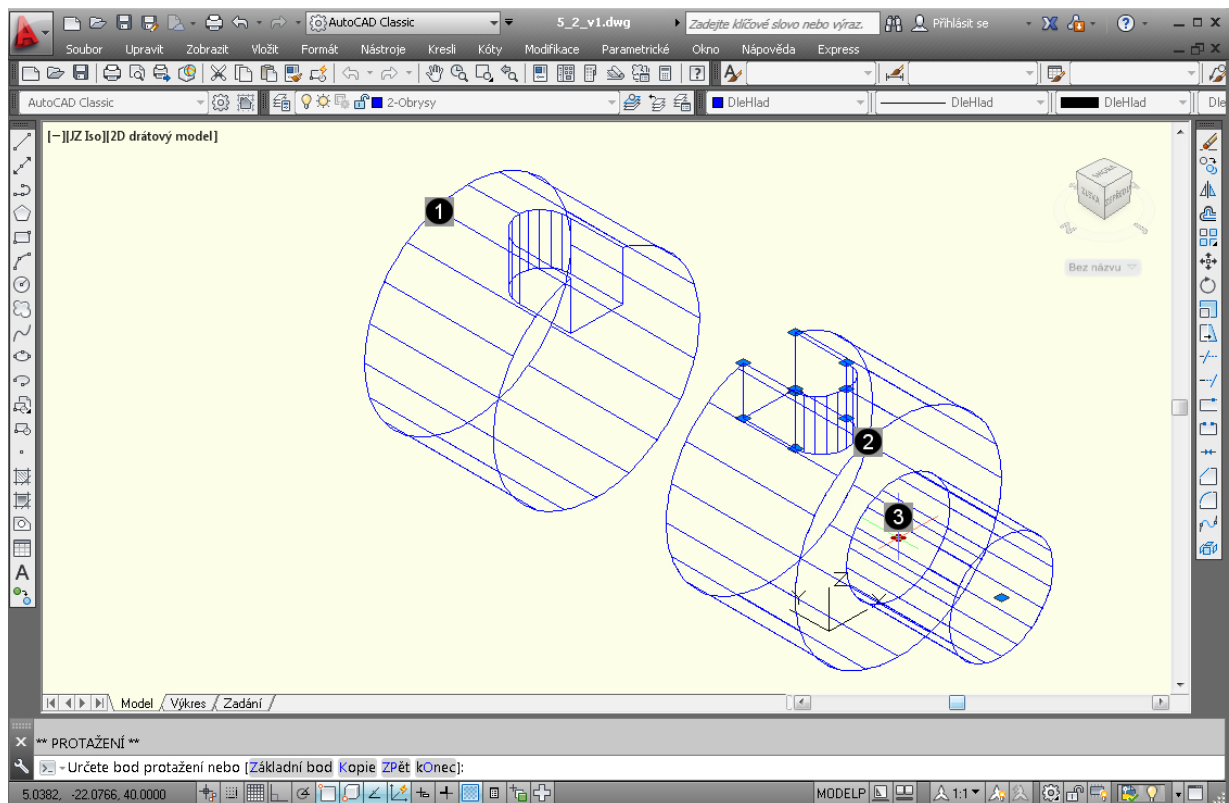 AutoCAD Classic
5_2_v1.dwg
Zadejte klíčové slovo nebo výraz.
Přihlásit se
Soubor Upravit Zobrazit Vložit Formát Nástroje Kresli Kóty Modifikace Parametrické Okno Nápověda Express
AutoCAD Classic
2-Obrysy
DleHlad
DleHlad
DleHlad
Dle
[−][JZ Iso][2D drátový model]
1
2
3
Bez názvu
Z
Y
X
Model Výkres Zadání
** PROTAŽENÍ **
Určete bod protažení nebo [Základní bod Kopie ZPět kOnec]:
5.0382, -22.0766, 40.0000
MODELP
1:1